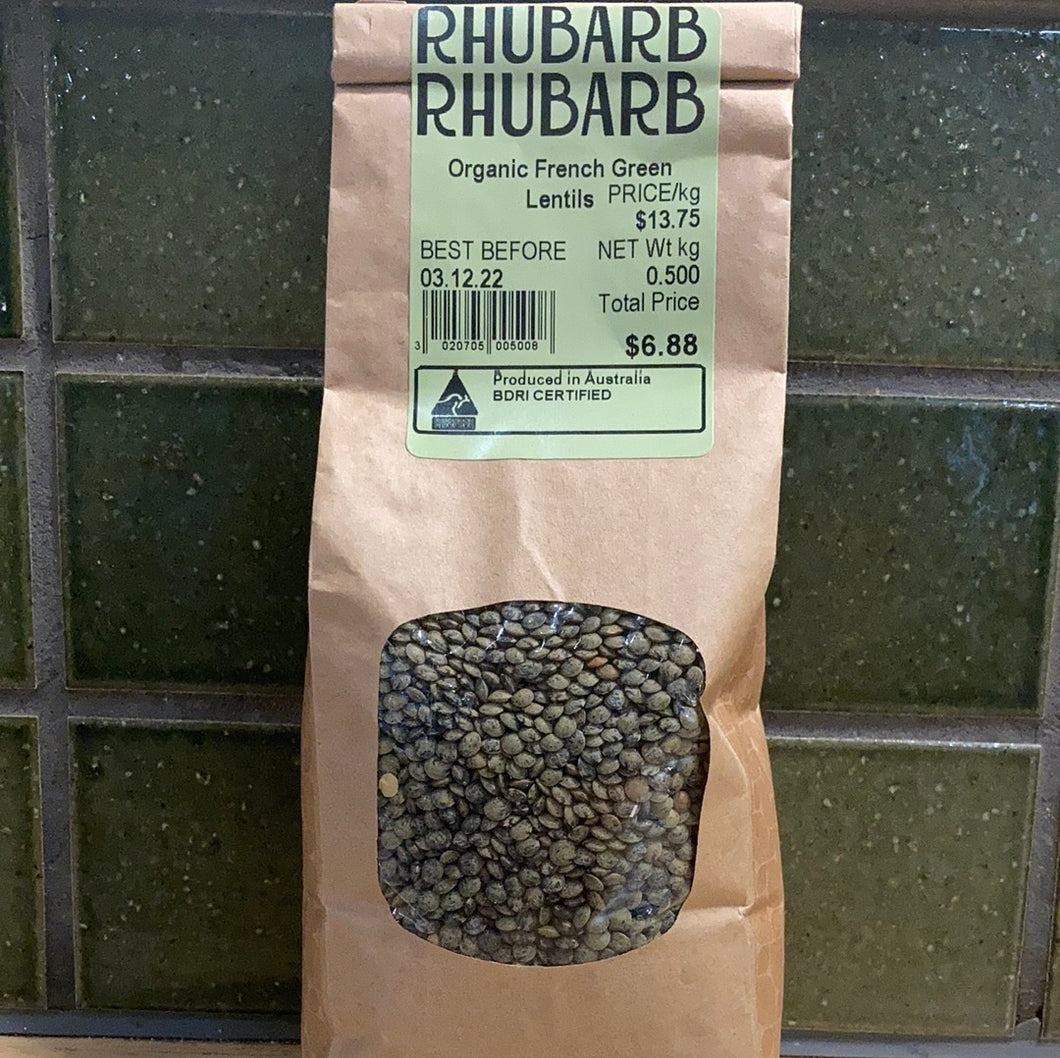 RHUBARB
RHUBARB
Organic French Green
Lentils
PRICE/kg
$13.75
BEST BEFORE
03.12.22
NET Wt kg
0.500
Total Price
$6.88
3 020705 005008
Produced in Australia
BDRI CERTIFIED